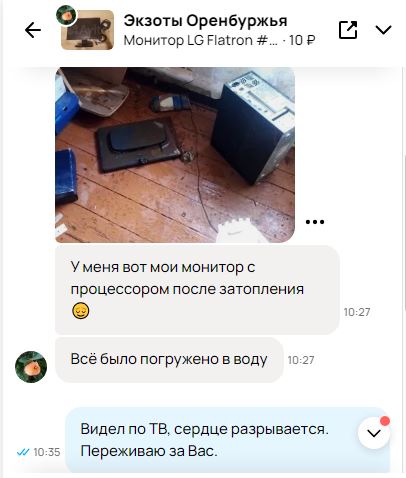 Экзоты Оренбуржья
Монитор LG Flatron #... · 10 ₽
У меня вот мои монитор с
процессором после затопления
😔
10:27
Всё было погружено в воду
10:27
Видел по ТВ, сердце разрывается.
Переживаю за Вас.
10:35